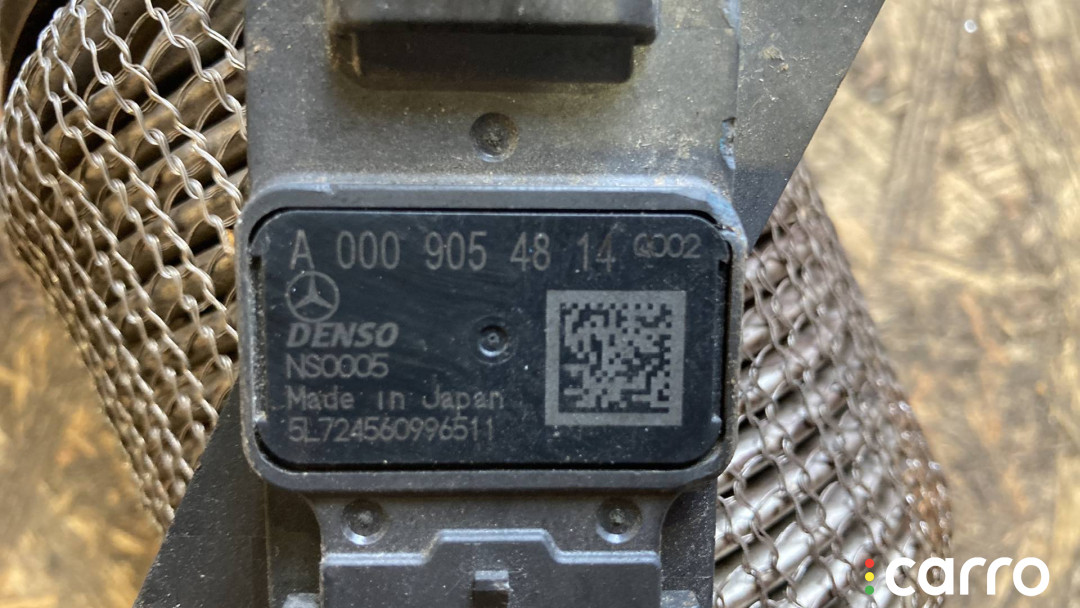 A 000 905 48 14 Q002
DENSO
NS0005
Made in Japan
5L724560996511
carro